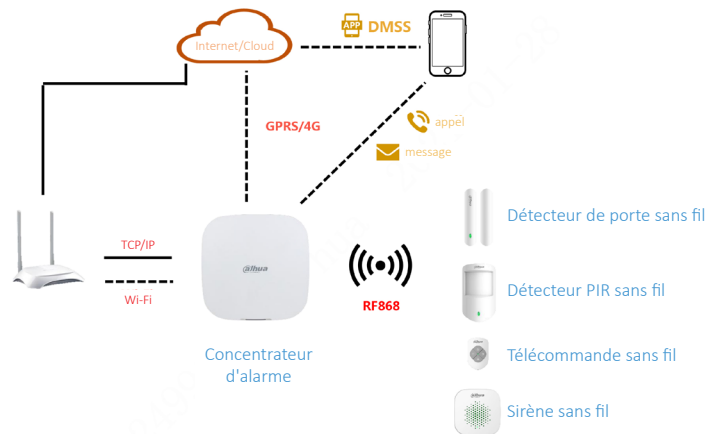 APP DMSS
Internet/Cloud
GPRS/4G
appel
message
Détecteur de porte sans fil
TCP/IP
alhua
Wi-Fi
RF868
Détecteur PIR sans fil
Concentrateur
d'alarme
Télécommande sans fil
Sirène sans fil